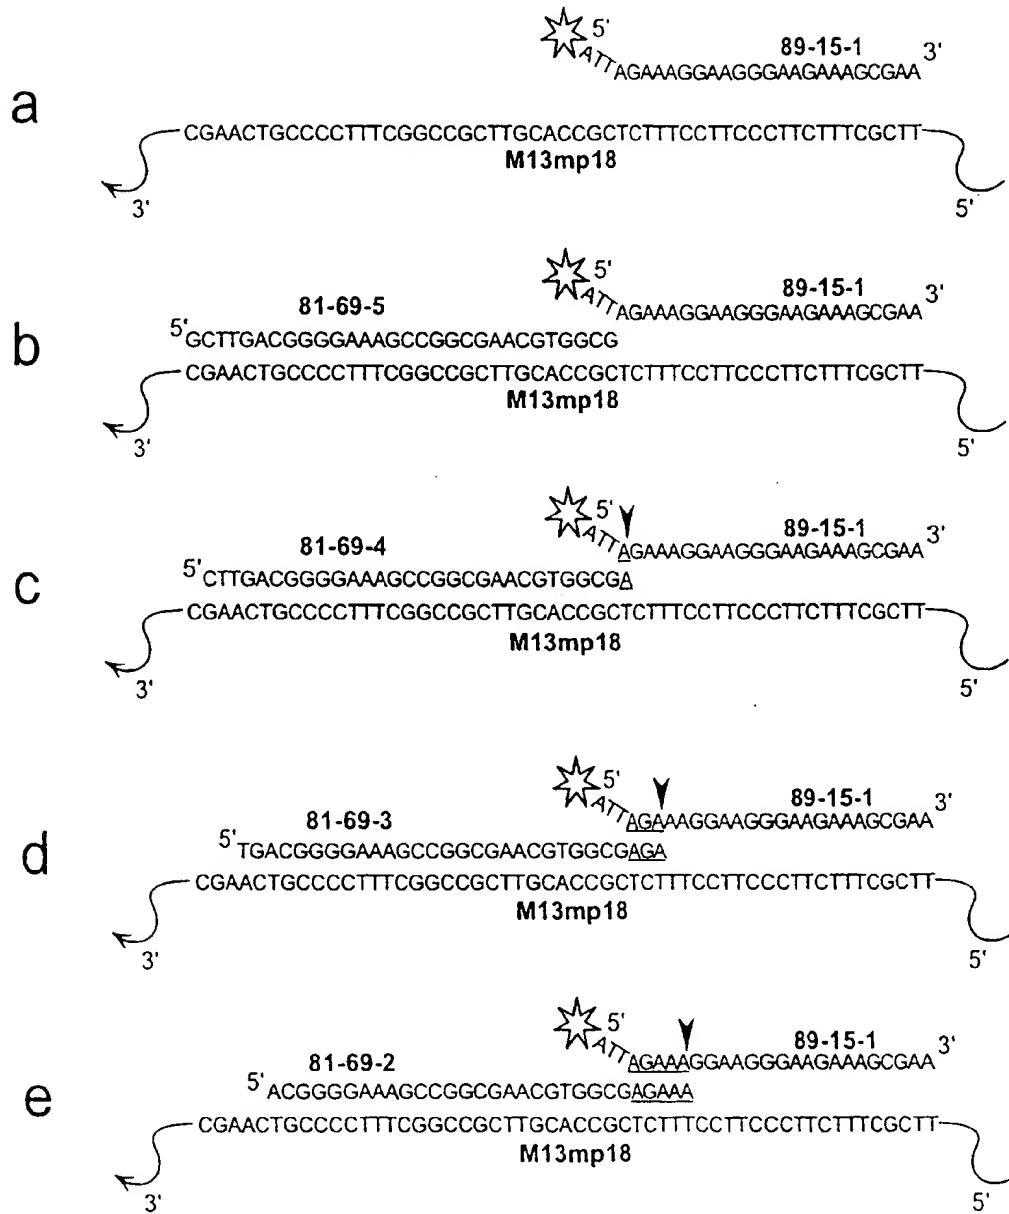 a
5'
89-15-1
3'
ATTAGAAAGGAAGGGAAGAAAGCGAA
CGAACTGCCCCTTTCGGCCGCTTGCACCGCTCTTTCCTTCCCTTCTTTCGCTT
M13mp18
3'
5'
b
5'
89-15-1
3'
81-69-5
ATTAGAAAGGAAGGGAAGAAAGCGAA
5'GCTTGACGGGGAAAGCCGGCGAACGTGGCG
CGAACTGCCCCTTTCGGCCGCTTGCACCGCTCTTTCCTTCCCTTCTTTCGCTT
M13mp18
3'
5'
c
5'
89-15-1
3'
81-69-4
ATTAGAAAGGAAGGGAAGAAAGCGAA
5'CTTGACGGGGAAAGCCGGCGAACGTGGCGA
CGAACTGCCCCTTTCGGCCGCTTGCACCGCTCTTTCCTTCCCTTCTTTCGCTT
M13mp18
3'
5'
d
5'
89-15-1
3'
81-69-3
ATTAGAAAGGAAGGGAAGAAAGCGAA
5'TGACGGGGAAAGCCGGCGAACGTGGCGAGA
CGAACTGCCCCTTTCGGCCGCTTGCACCGCTCTTTCCTTCCCTTCTTTCGCTT
M13mp18
3'
5'
e
5'
89-15-1
3'
81-69-2
ATTAGAAAGGAAGGGAAGAAAGCGAA
5'ACGGGGAAAGCCGGCGAACGTGGCGAGAAA
CGAACTGCCCCTTTCGGCCGCTTGCACCGCTCTTTCCTTCCCTTCTTTCGCTT
M13mp18
3'
5'